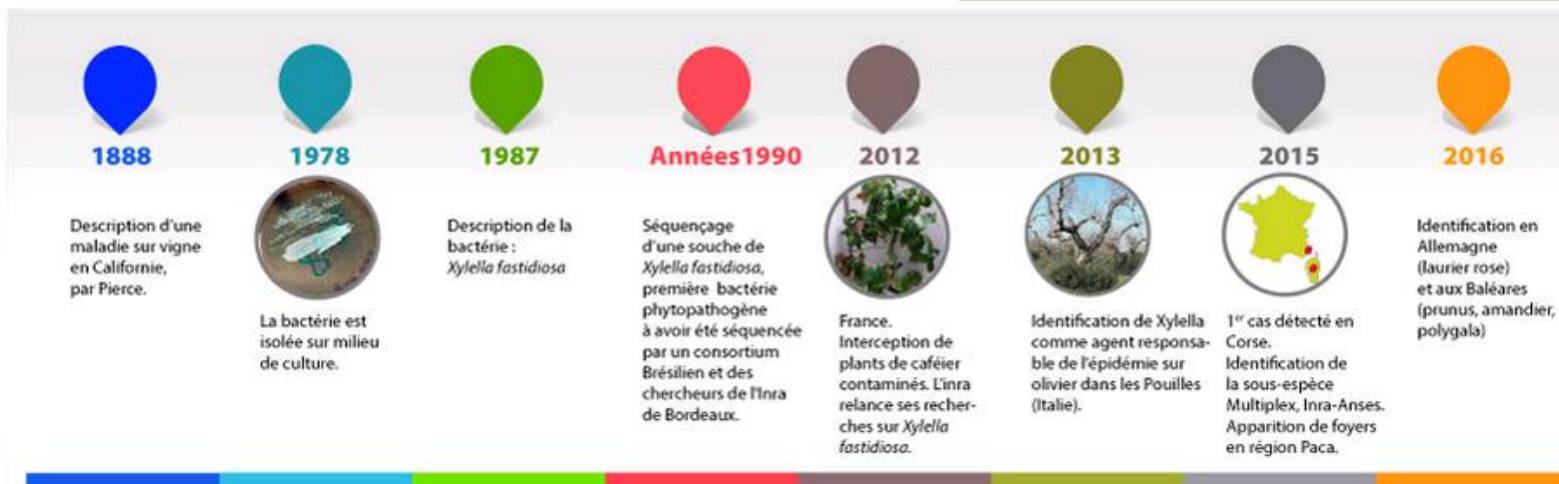 1888
Description d'une
maladie sur vigne
en Californie,
par Pierce.
1978
La bactérie est
isolée sur milieu
de culture.
1987
Description de la
bactérie :
Xylella fastidiosa
Années1990
Séquençage
d'une souche de
Xylella fastidiosa,
première bactérie
phytopathogène
à avoir été séquencée
par un consortium
Brésilien et des
chercheurs de l'Inra
de Bordeaux.
2012
France.
Interception de
plants de caféier
contaminés. L'inra
relance ses recher-
ches sur Xylella
fastidiosa.
2013
Identification de Xylella
comme agent responsa-
ble de l'épidémie sur
olivier dans les Pouilles
(Italie).
2015
1er cas détecté en
Corse.
Identification de
la sous-espèce
Multiplex, Inra-Anses.
Apparition de foyers
en région Paca.
2016
Identification en
Allemagne
(laurier rose)
et aux Baléares
(prunus, amandier,
polygala)